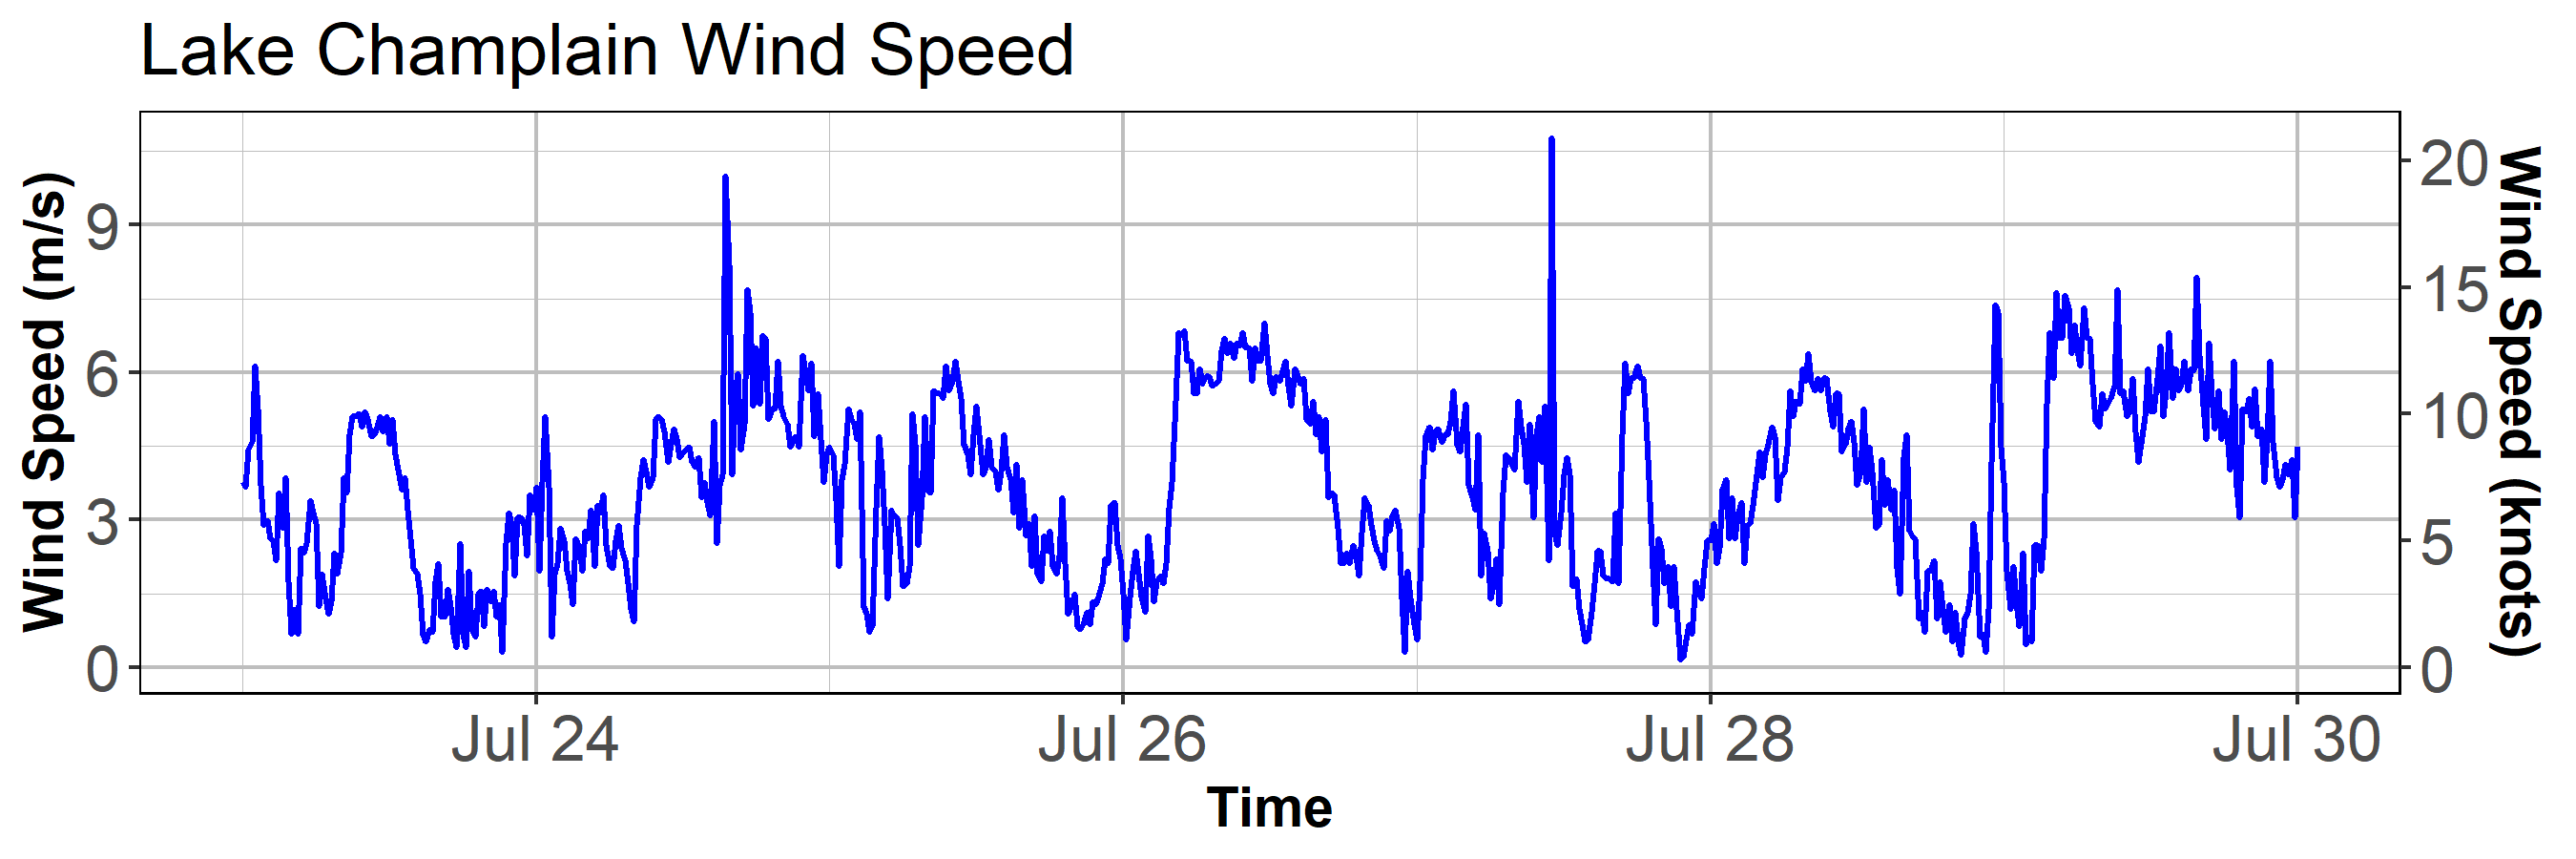 Lake Champlain Wind Speed
Wind Speed (m/s)
9
6
3
0
20
15
10
5
0
Wind Speed (knots)
Jul 24
Jul 26
Jul 28
Jul 30
Time